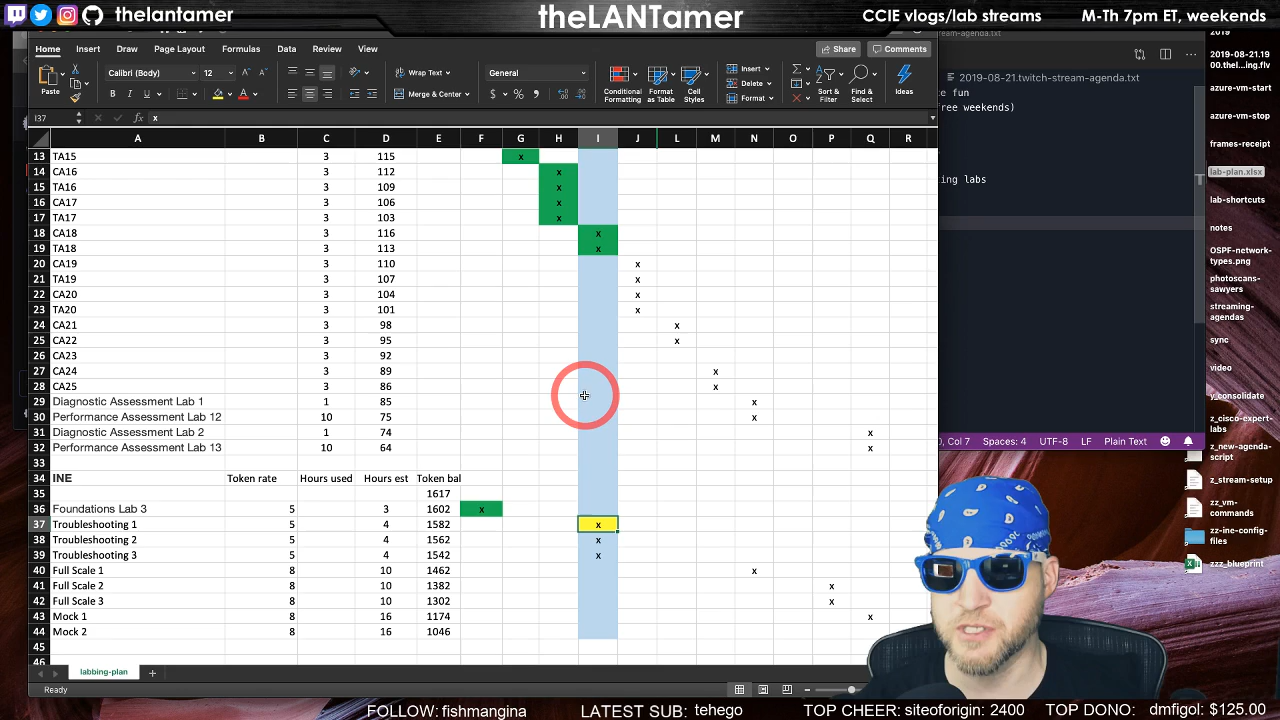 thelantamer
theLANTamer
CCIE vlogs/lab streams
M-Th 7pm ET, weekends
Home Insert Draw Page Layout Formulas Data Review View
Share Comments
Paste
Calibri (Body) 12
Wrap Text
General
Merge & Center
Conditional Formatting
Format as Table
Cell Styles
Insert
Delete
Format
Sort & Filter
Find & Select
Ideas
I37 fx x
A B C D E F G H I J L M N O P Q R
13 TA15 3 115 x
14 CA16 3 112 x
15 TA16 3 109 x
16 CA17 3 106 x
17 TA17 3 103 x
18 CA18 3 116 x
19 TA18 3 113 x
20 CA19 3 110 x
21 TA19 3 107 x
22 CA20 3 104 x
23 TA20 3 101 x
24 CA21 3 98 x
25 CA22 3 95 x
26 CA23 3 92
27 CA24 3 89 x
28 CA25 3 86 x
29 Diagnostic Assessment Lab 1 1 85 x
30 Performance Assessment Lab 12 10 75 x
31 Diagnostic Assessment Lab 2 1 74 x
32 Performance Assessment Lab 13 10 64 x
33
34 INE Token rate Hours used Hours est Token bal
35 1617
36 Foundations Lab 3 5 3 1602 x
37 Troubleshooting 1 5 4 1582 x
38 Troubleshooting 2 5 4 1562 x
39 Troubleshooting 3 5 4 1542 x
40 Full Scale 1 8 10 1462 x
41 Full Scale 2 8 10 1382 x
42 Full Scale 3 8 10 1302 x
43 Mock 1 8 16 1174 x
44 Mock 2 8 16 1046
45
46
labbing-plan
Ready
stream-agenda.txt
2019-08-21.twitch-stream-agenda.txt
fun
free weekends)
labs
Col 7 Spaces: 4 UTF-8 LF Plain Text
2019
2019-08-21.19
00.thel...ing.flv
azure-vm-start
azure-vm-stop
frames-receipt
lab-plan.xlsx
lab-shortcuts
notes
OSPF-network-
types.png
photoscans-
sawyers
streaming-
agendas
sync
video
y_consolidate
z_cisco-expert-
labs
z_new-agenda-
script
z_stream-setup
zz_vm-
commands
zz-ine-config-
files
zzz_blueprint
FOLLOW: fishmangina
LATEST SUB: tehego
TOP CHEER: siteoforigin: 2400
TOP DONO: dmfigol: $125.00